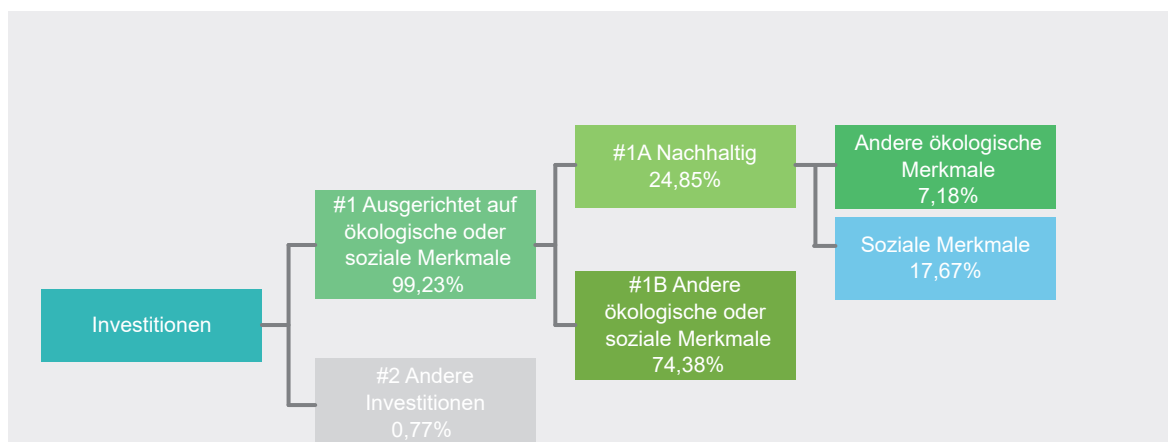 Investitionen
#1 Ausgerichtet auf
ökologische oder
soziale Merkmale
99,23%
#2 Andere
Investitionen
0,77%
#1A Nachhaltig
24,85%
#1B Andere
ökologische oder
soziale Merkmale
74,38%
Andere ökologische
Merkmale
7,18%
Soziale Merkmale
17,67%